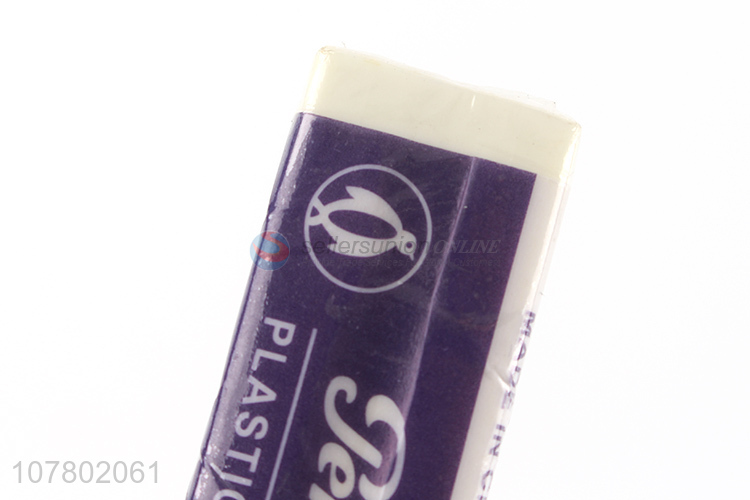 PLASTIC
MADE IN
sellersunion ONLINE
107802061